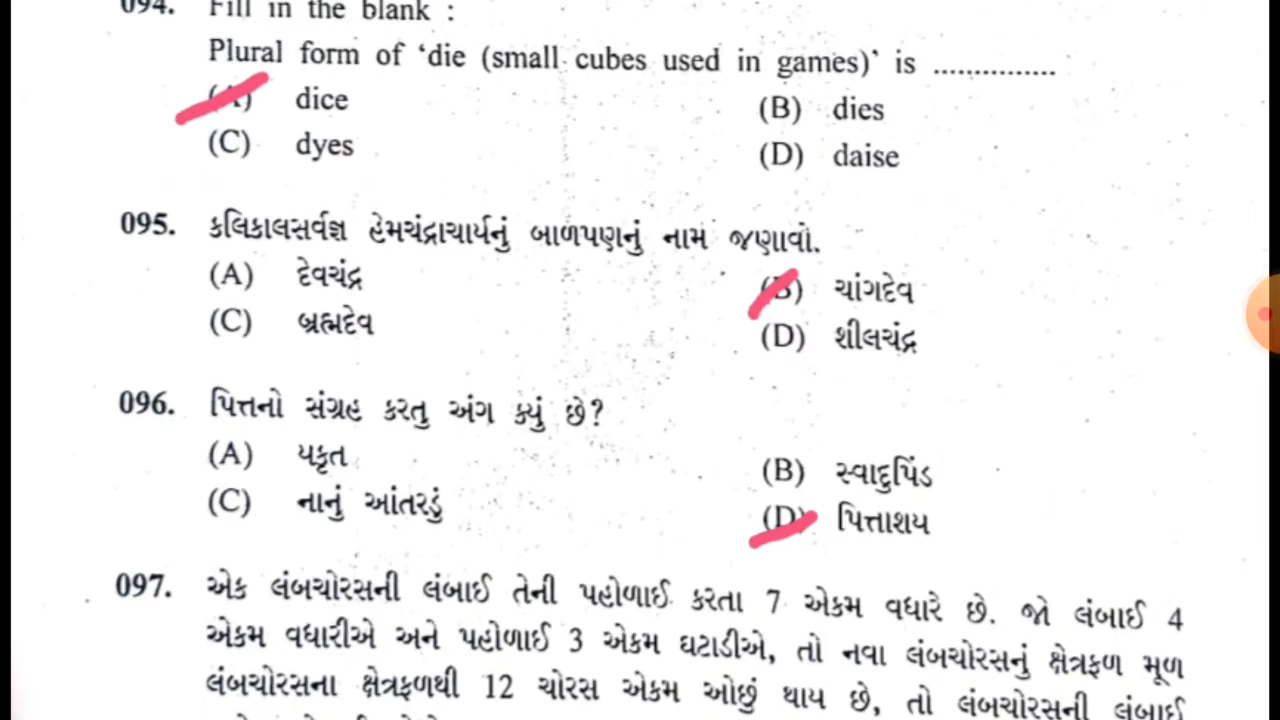 094. Fill in the blank :
Plural form of ‘die (small cubes used in games)’ is ...............
(A) dice (B) dies
(C) dyes (D) daise
095. કલિકાલસર્વજ્ઞ હેમચંદ્રાચાર્યનું બાળપણનું નામ જણાવો.
(A) દેવચંદ્ર (B) ચાંગદેવ
(C) બ્રહ્મદેવ (D) શીલચંદ્ર
096. પિત્તનો સંગ્રહ કરતુ અંગ ક્યું છે?
(A) યકૃત (B) સ્વાદુપિંડ
(C) નાનું આંતરડું (D) પિત્તાશય
097. એક લંબચોરસની લંબાઈ તેની પહોળાઈ કરતા 7 એકમ વધારે છે. જો લંબાઈ 4
એકમ વધારીએ અને પહોળાઈ 3 એકમ ઘટાડીએ, તો નવા લંબચોરસનું ક્ષેત્રફળ મૂળ
લંબચોરસના ક્ષેત્રફળથી 12 ચોરસ એકમ ઓછું થાય છે, તો લંબચોરસની લંબાઈ